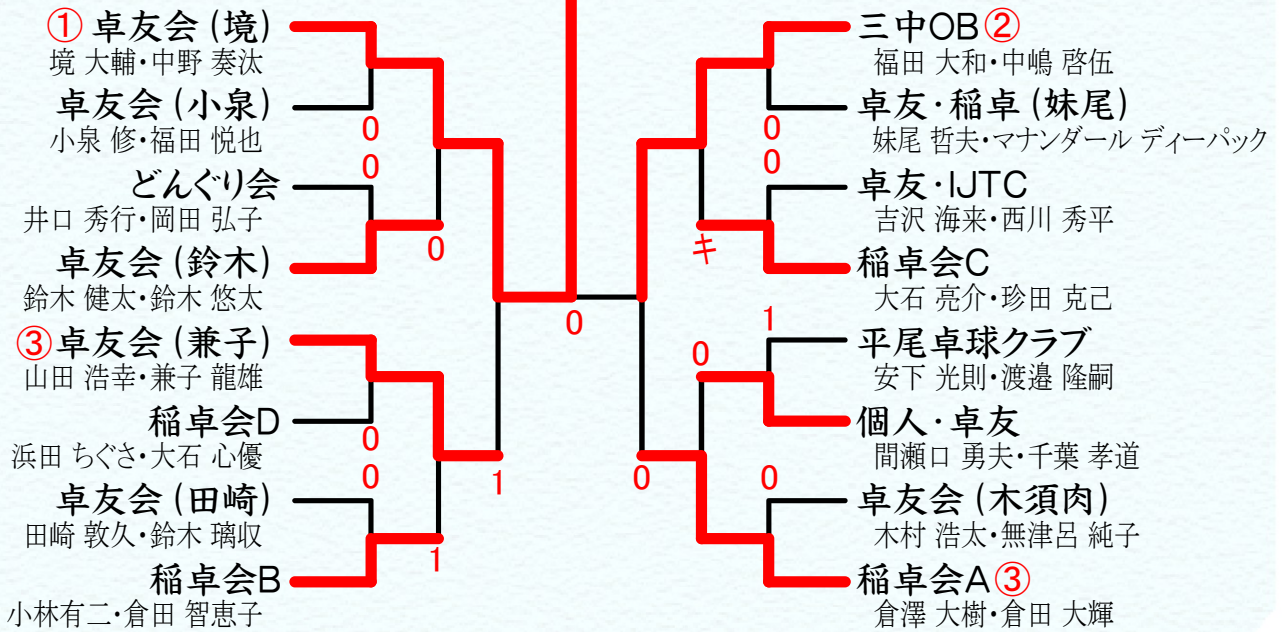 ① 卓友会 (境)
境 大輔・中野 奏汰
卓友会 (小泉)
小泉 修・福田 悦也
0
0
どんぐり会
井口 秀行・岡田 弘子
0
卓友会 (鈴木)
鈴木 健太・鈴木 悠太
③ 卓友会 (兼子)
山田 浩幸・兼子 龍雄
稲卓会D
浜田 ちぐさ・大石 心優
0
0
卓友会 (田崎)
田崎 敦久・鈴木 璃収
1
稲卓会B
小林有二・倉田 智恵子
1
0
三中OB ②
福田 大和・中嶋 啓伍
卓友・稲卓 (妹尾)
妹尾 哲夫・マナンダール ディーパック
0
0
卓友・IJTC
吉沢 海来・西川 秀平
キ
稲卓会C
大石 亮介・珍田 克己
1
平尾卓球クラブ
安下 光則・渡邉 隆嗣
0
個人・卓友
間瀬口 勇夫・千葉 孝道
0
0
卓友会 (木須肉)
木村 浩太・無津呂 純子
稲卓会A ③
倉澤 大樹・倉田 大輝